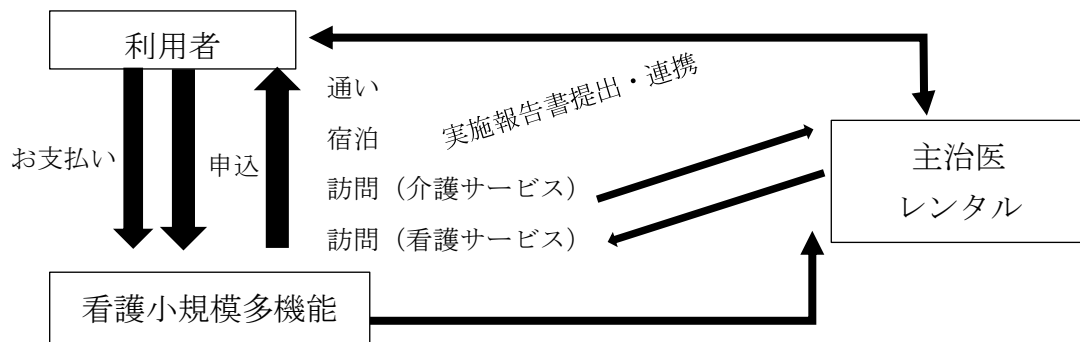 利用者
通い
宿泊
訪問（介護サービス）
訪問（看護サービス）
お支払い
申込
実施報告書提出・連携
主治医
レンタル
看護小規模多機能